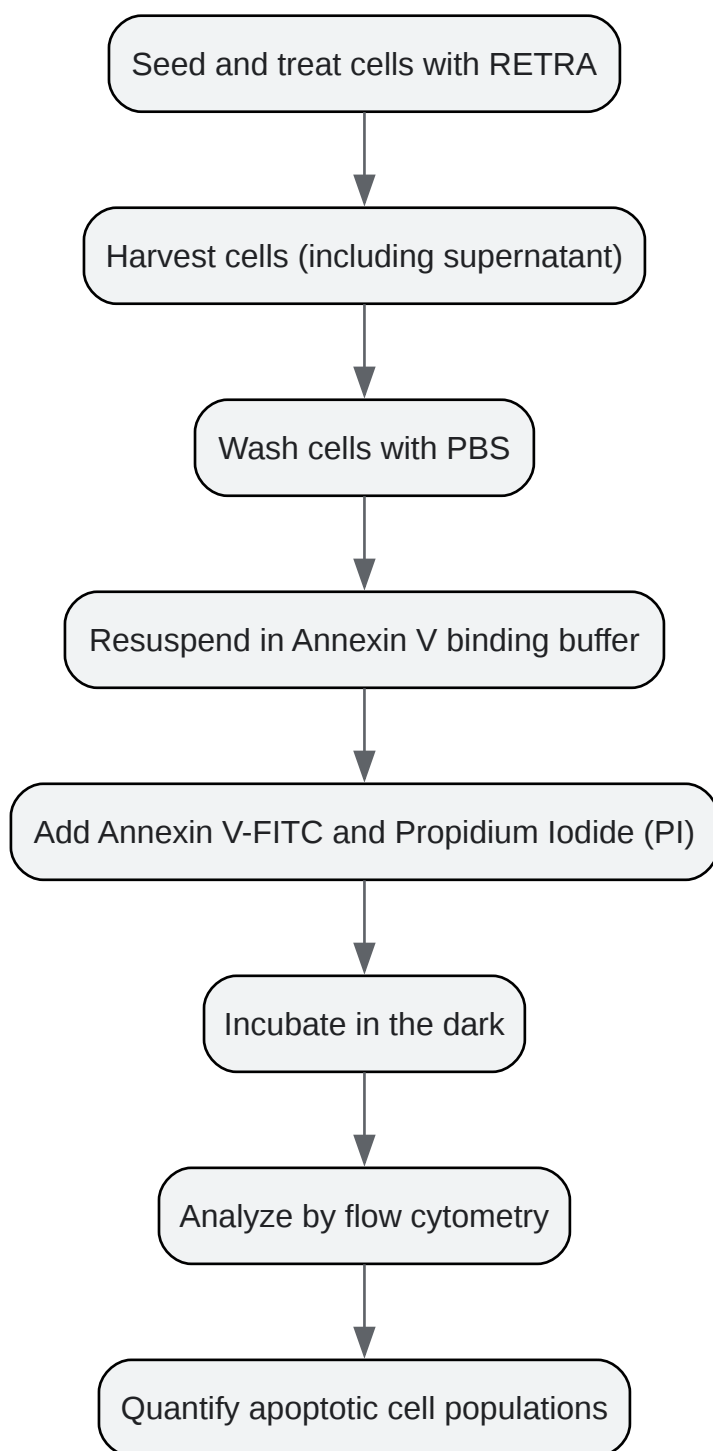 Seed and treat cells with RETRA
Harvest cells (including supernatant)
Wash cells with PBS
Resuspend in Annexin V binding buffer
Add Annexin V-FITC and Propidium Iodide (PI)
Incubate in the dark
Analyze by flow cytometry
Quantify apoptotic cell populations